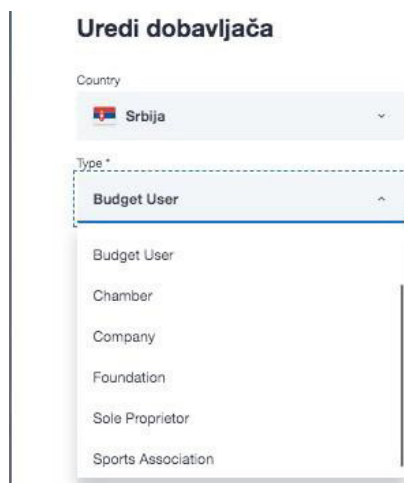 Uredi dobavljača
Country
Srbija
Type *
Budget User
Budget User
Chamber
Company
Foundation
Sole Proprietor
Sports Association